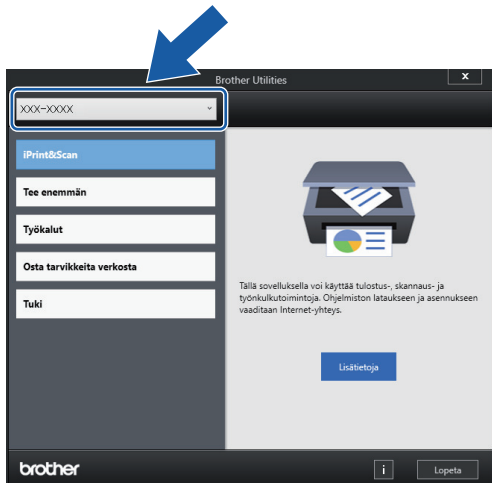 Brother Utilities
x
XXX-XXXX
iPrint&Scan
Tee enemmän
Työkalut
Osta tarvikkeita verkosta
Tuki
Tällä sovelluksella voi käyttää tulostus-, skannaus- ja
työnkulkutoimintoja. Ohjelmiston lataukseen ja asennukseen
vaaditaan Internet-yhteys.
Lisätietoja
brother
i
Lopeta